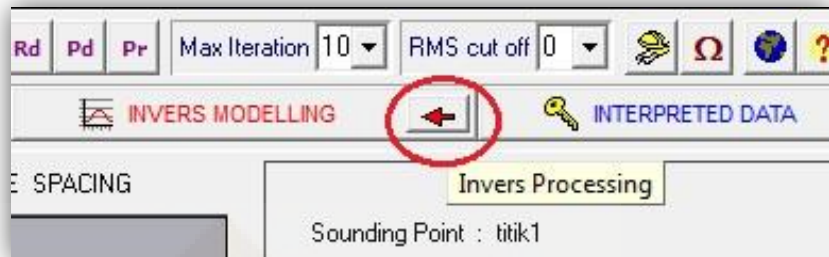 Rd Pd Pr Max Iteration 10 RMS cut off 0 Ω ?
INVERS MODELLING INTERPRETED DATA
SPACING Invers Processing
Sounding Point : titik1